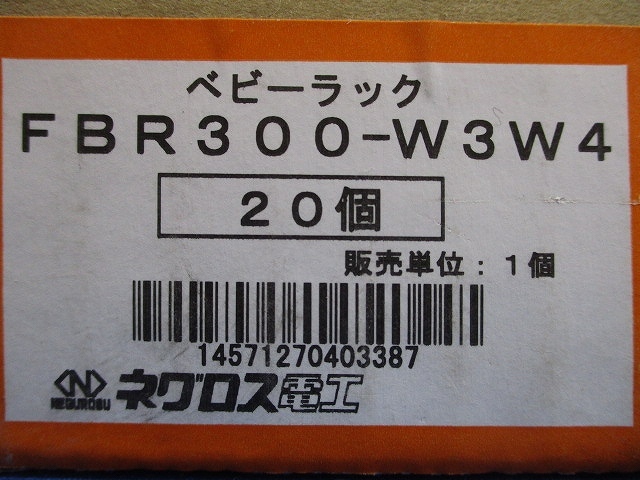 ベビーラック
FBR300-W3W4
20個
販売単位：1個
14571270403387
NEGUROSU
ネグロス電工